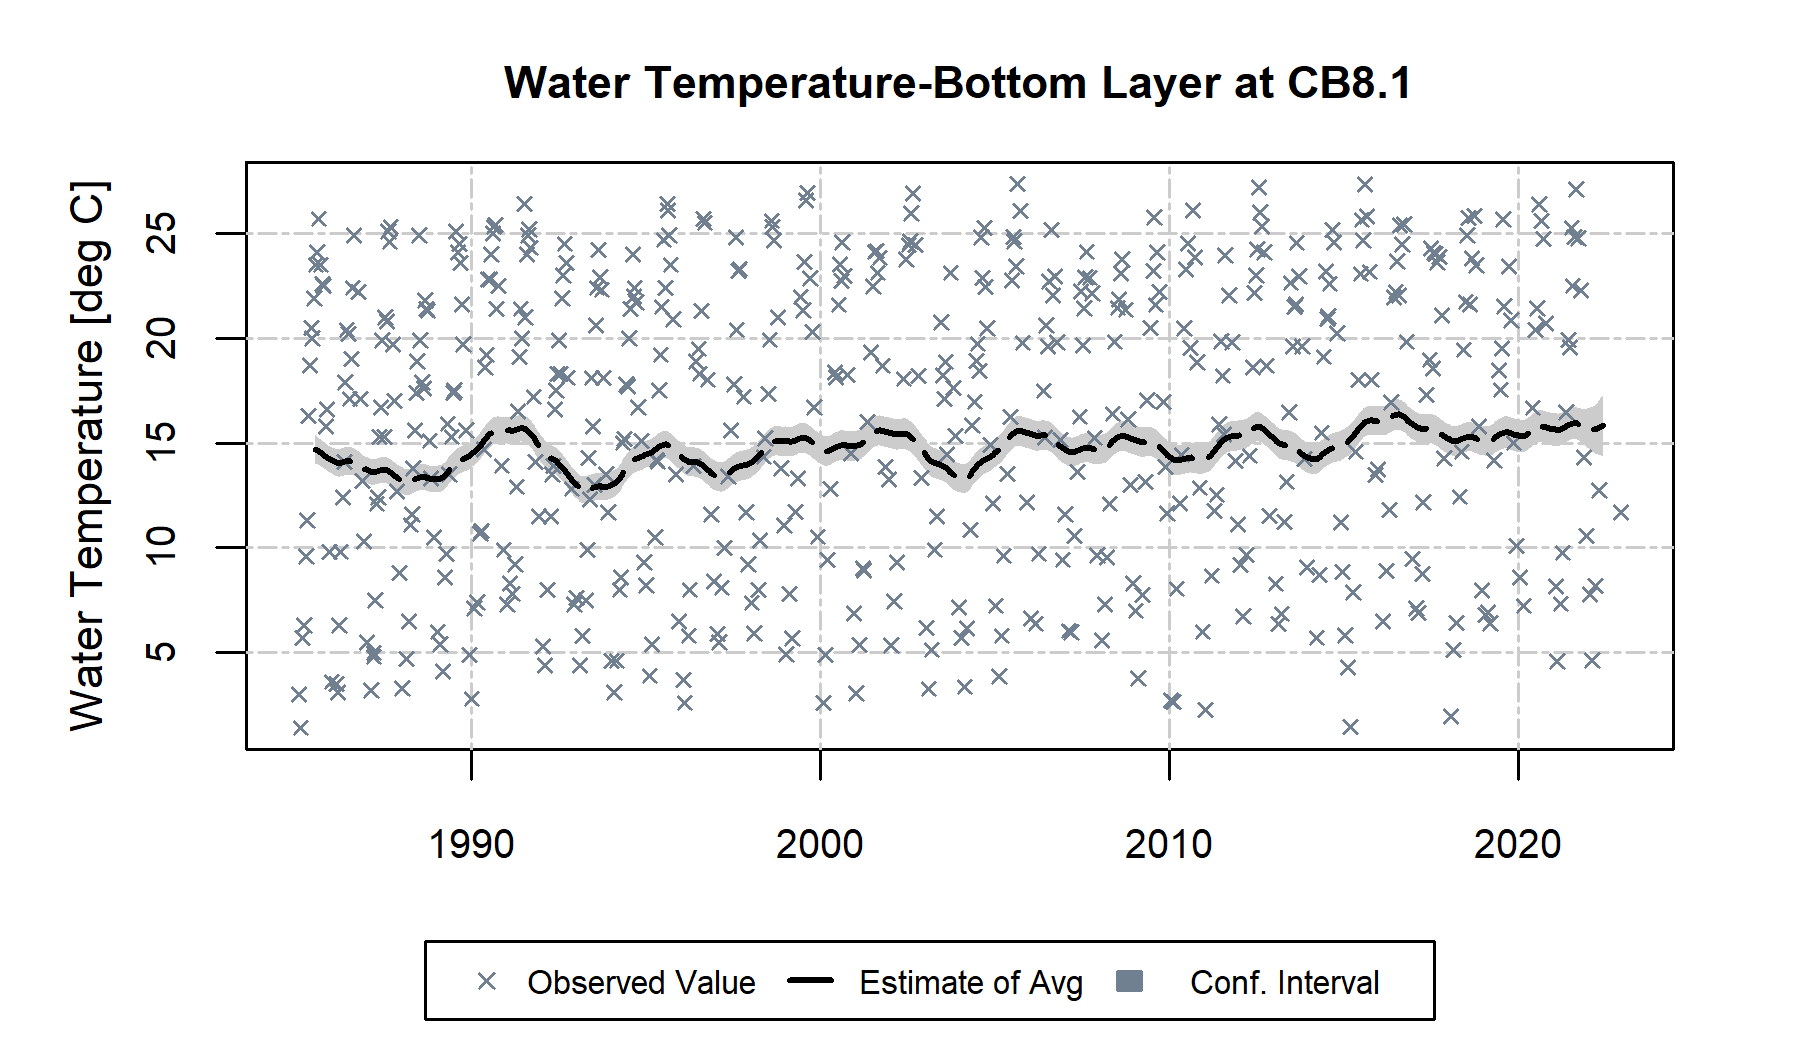 Water Temperature-Bottom Layer at CB8.1
Water Temperature [deg C]
25
20
15
10
5
1990 2000 2010 2020
Observed Value Estimate of Avg Conf. Interval